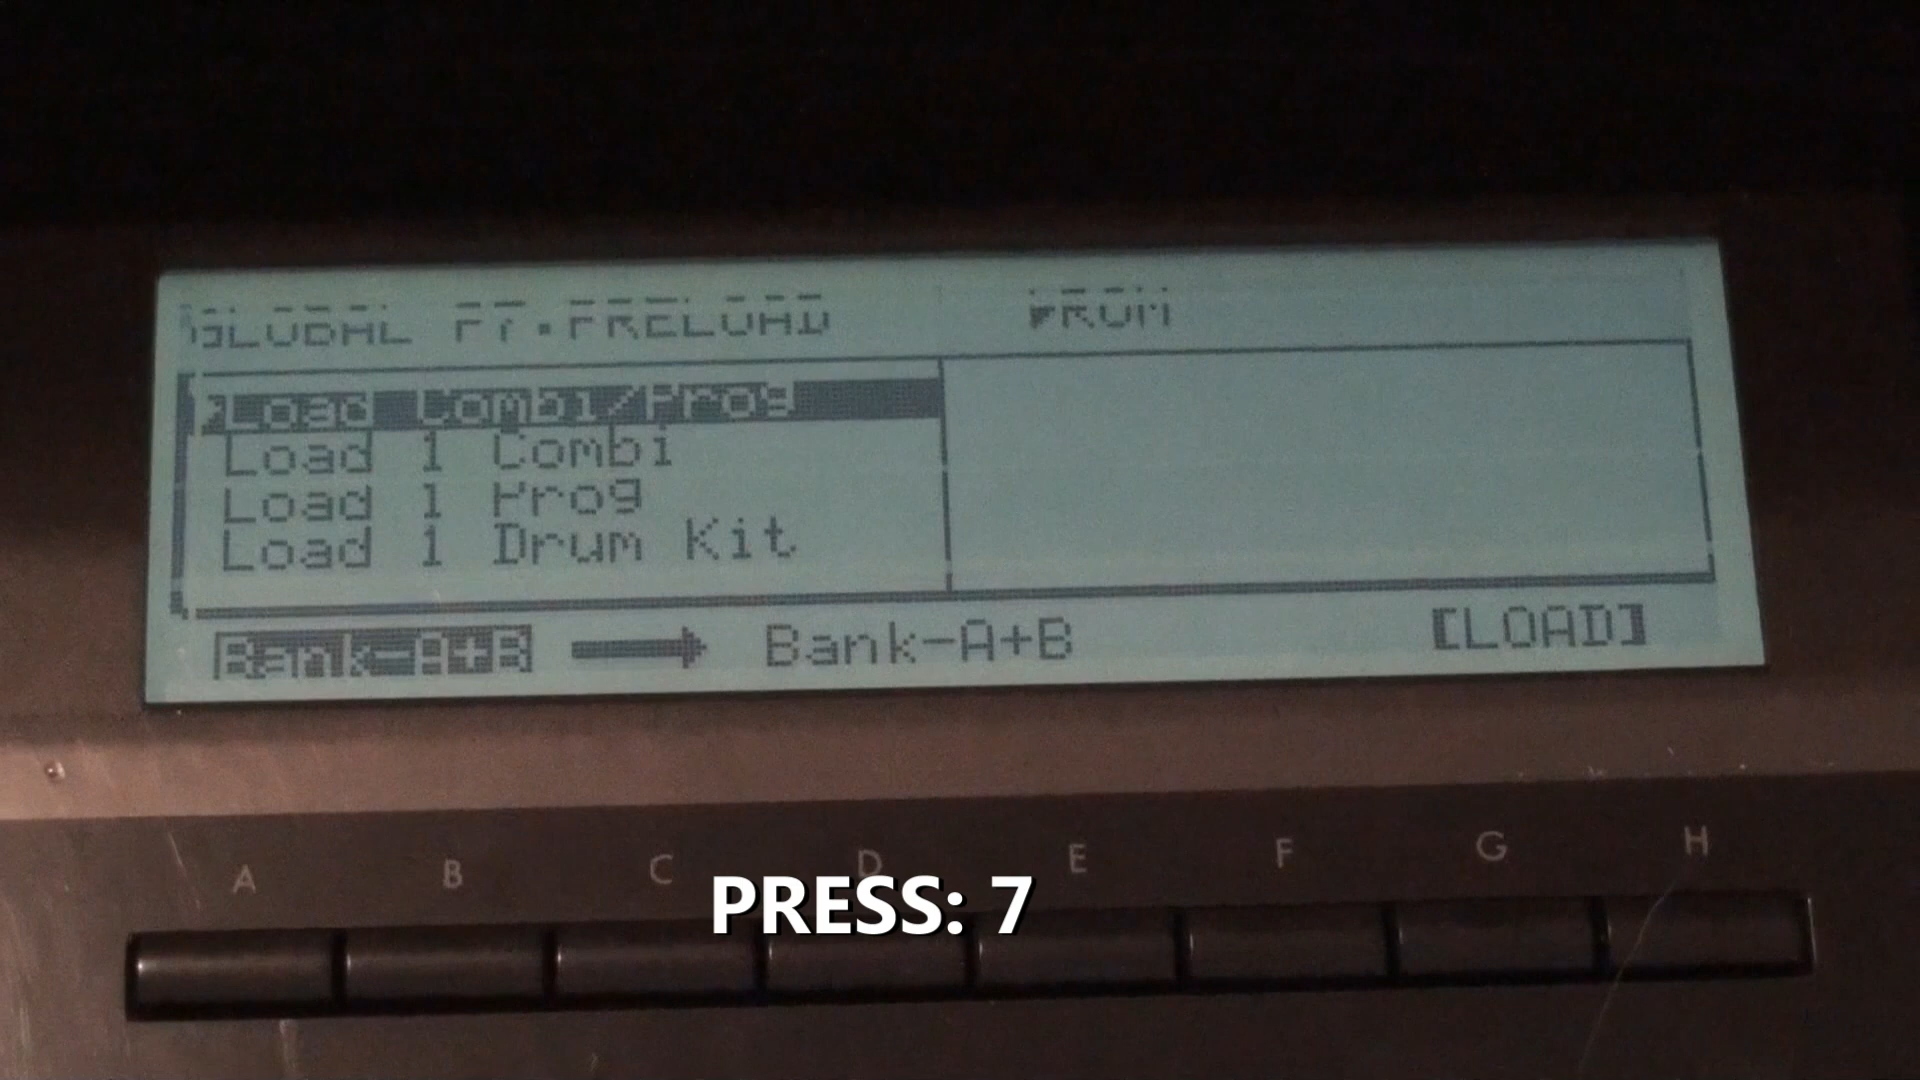 GLOBAL P7.PRELOAD ▶ROM
Load Combi/Prog
Load 1 Combi
Load 1 Prog
Load 1 Drum Kit
Bank-A+B → Bank-A+B [LOAD]
A B C D E F G H
PRESS: 7